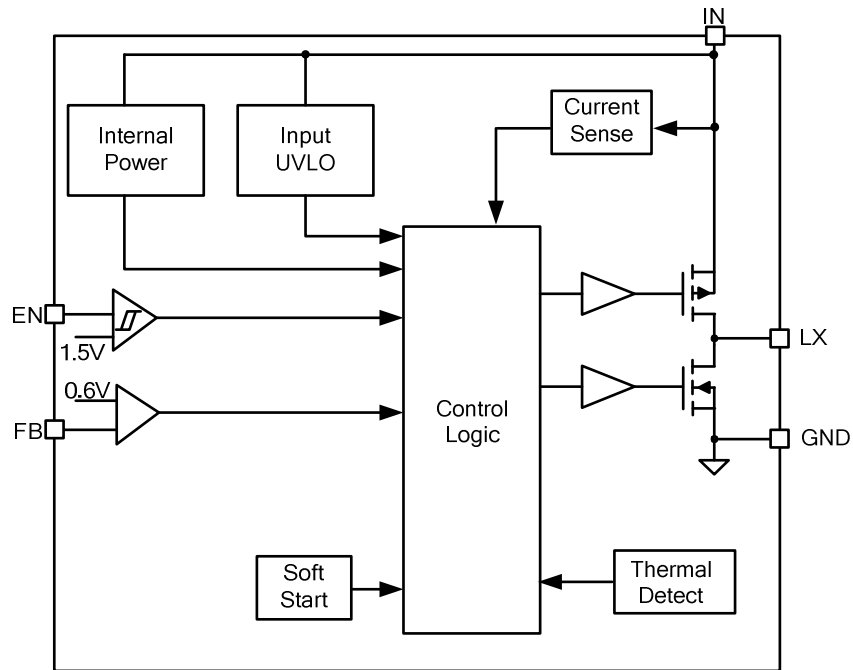 IN
Internal
Power
Input
UVLO
Current
Sense
EN
1.5V
0.6V
FB
Control
Logic
LX
GND
Soft
Start
Thermal
Detect